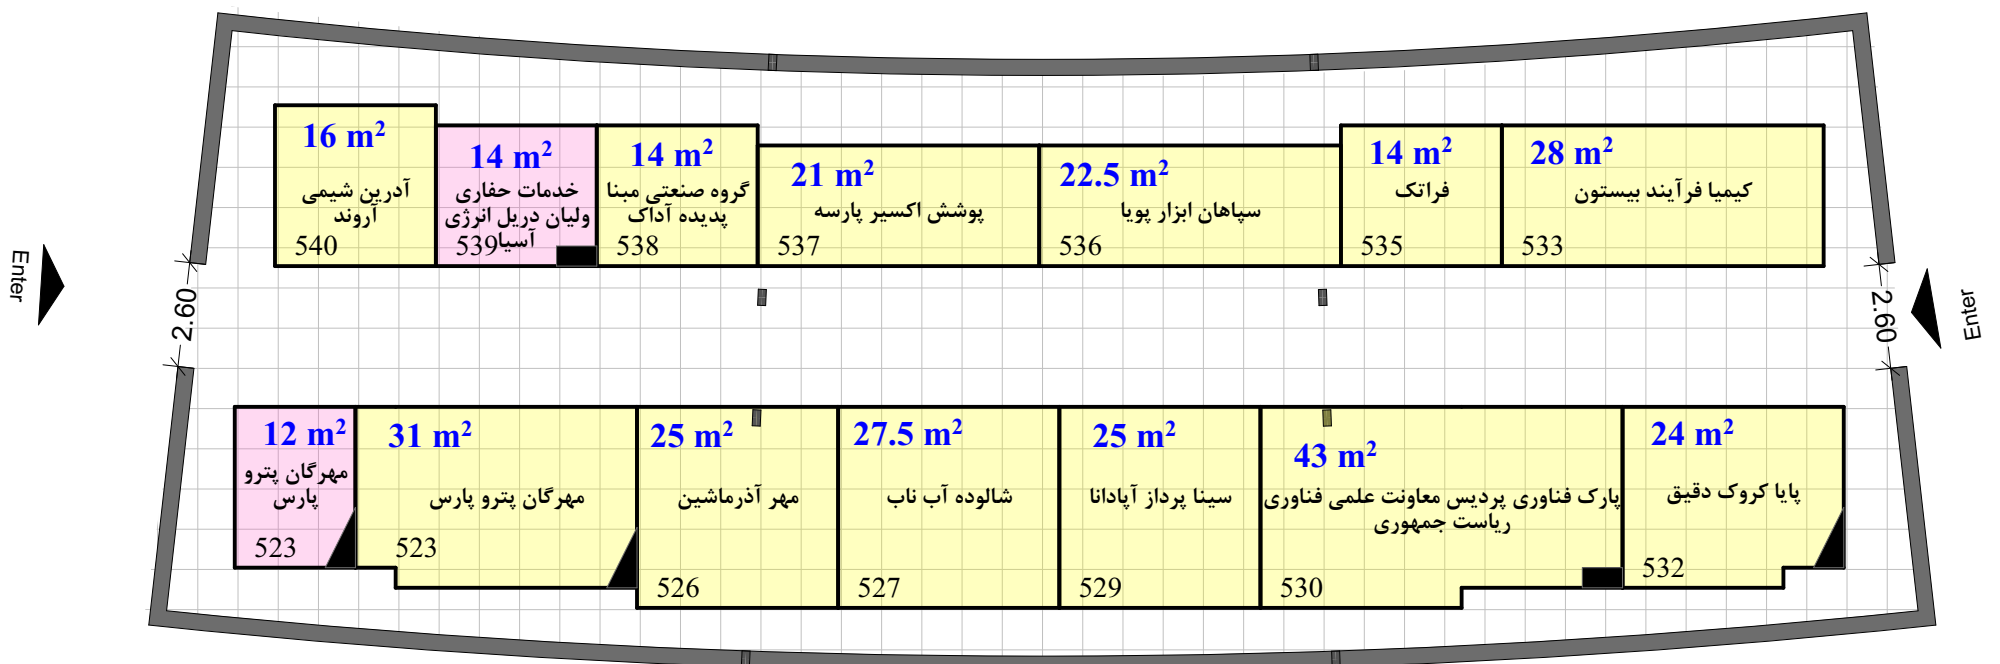 16 m²
آدرین شیمی
آروند
540
14 m²
خدمات حفاری
ولیان دریل انرژی
آسیا
539
14 m²
گروه صنعتی مبنا
پدیده آداک
538
21 m²
پوشش اکسیر پارسه
537
22.5 m²
سپاهان ابزار پویا
536
14 m²
فراتک
535
28 m²
کیمیا فرآیند بیستون
533
Enter
2.60
2.60
Enter
12 m²
مهرگان پترو
پارس
523
31 m²
مهرگان پترو پارس
523
25 m²
مهر آذرماشین
526
27.5 m²
شالوده آب ناب
527
25 m²
سینا پرداز آپادانا
529
43 m²
پارک فناوری پردیس معاونت علمی فناوری
ریاست جمهوری
530
24 m²
پایا کروک دقیق
532